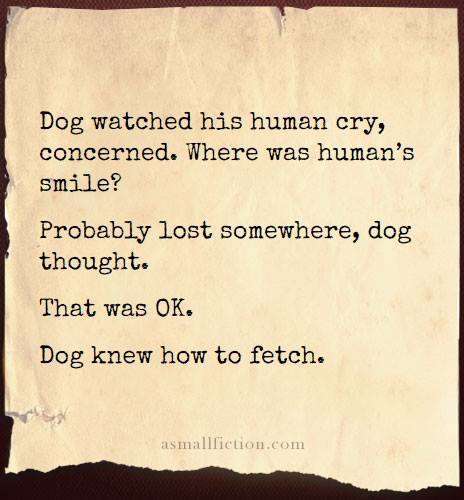 Dog watched his human cry,
concerned. Where was human's
smile?
Probably lost somewhere, dog
thought.
That was OK.
Dog knew how to fetch.
asmallfiction.com